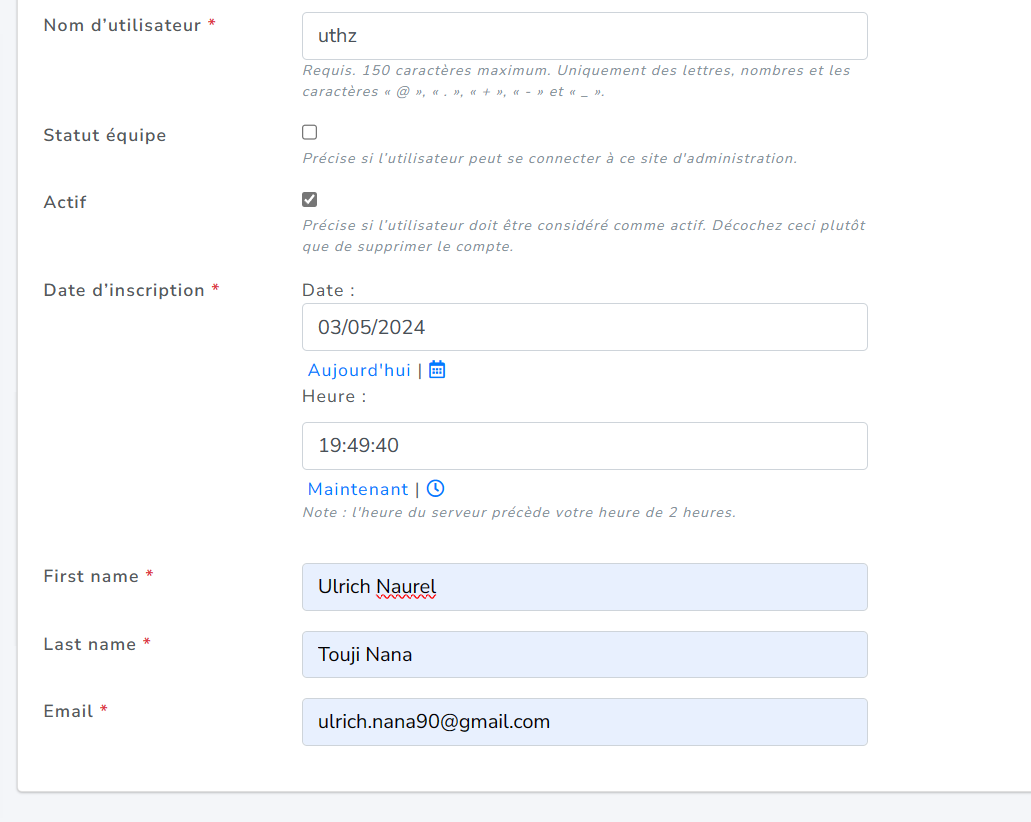 Nom d’utilisateur *
uthz
Requis. 150 caractères maximum. Uniquement des lettres, nombres et les
caractères « @ », « . », « + », « - » et « _ ».
Statut équipe
Précise si l’utilisateur peut se connecter à ce site d'administration.
Actif
Précise si l’utilisateur doit être considéré comme actif. Décochez ceci plutôt
que de supprimer le compte.
Date d’inscription *
Date :
03/05/2024
Aujourd'hui |
Heure :
19:49:40
Maintenant |
Note : l'heure du serveur précède votre heure de 2 heures.
First name *
Ulrich Naurel
Last name *
Touji Nana
Email *
ulrich.nana90@gmail.com